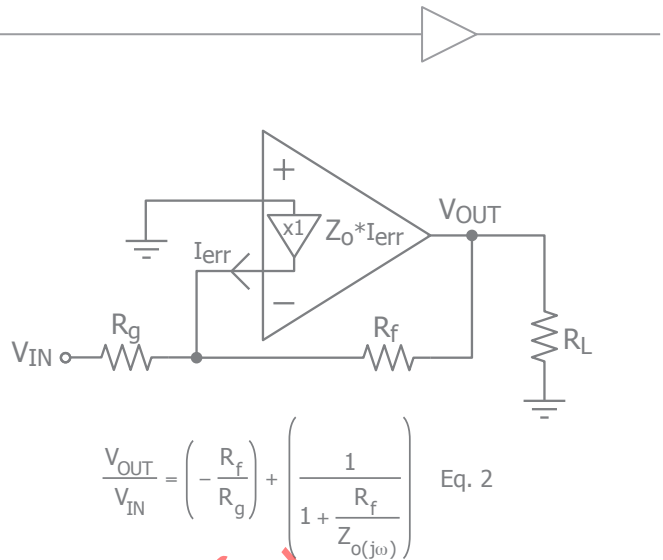 +
x1
Zo*Ierr
VOUT
Ierr
−
Rg
Rf
VIN
RL
VOUT / VIN = (− Rf / Rg) + (1 / (1 + Rf / Zo(jω))) Eq. 2